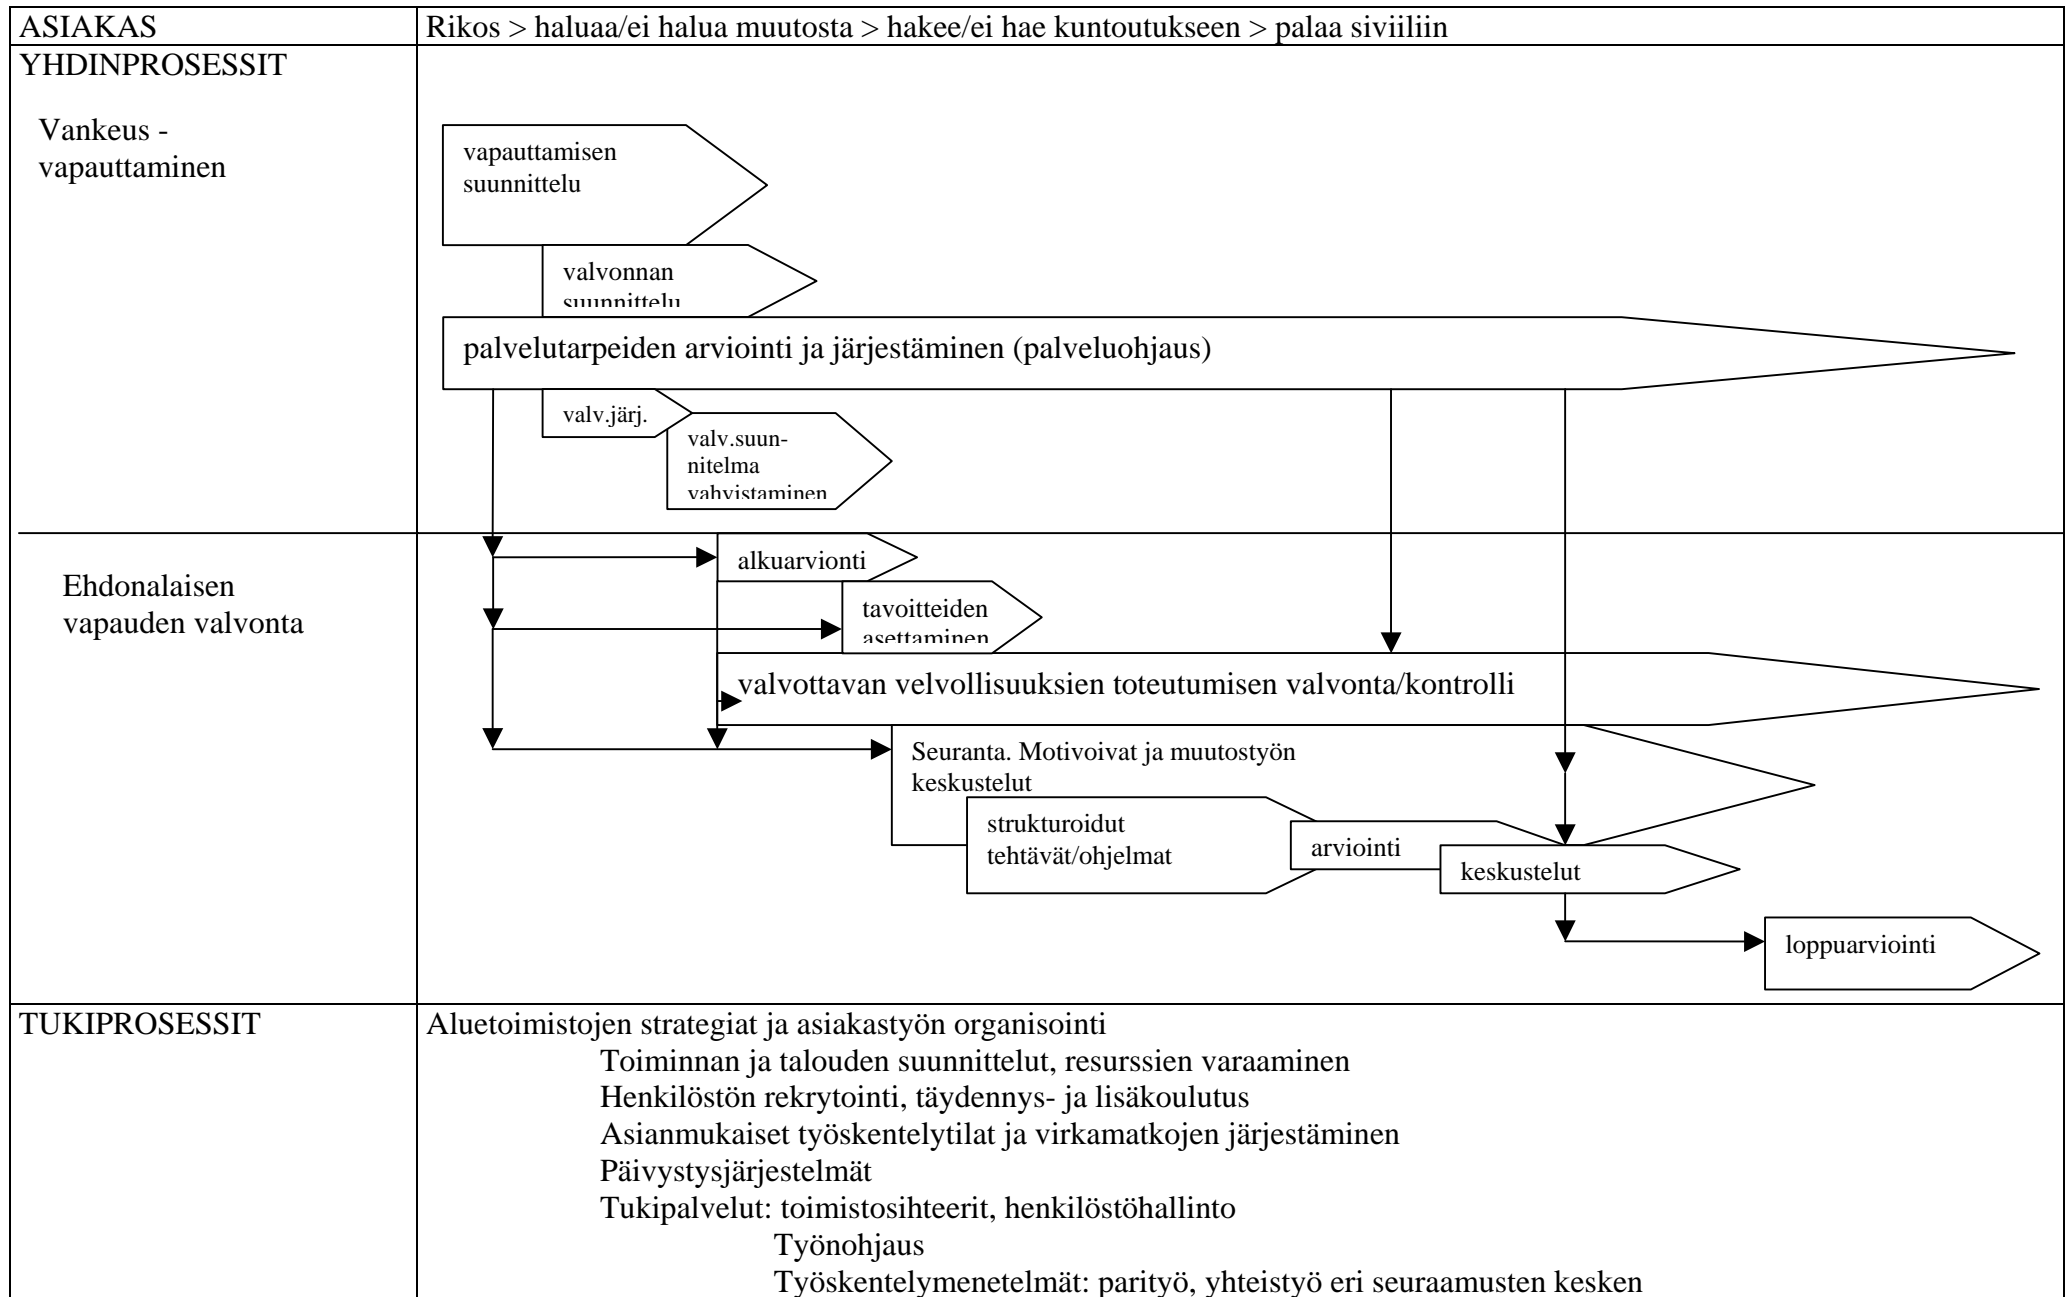 ASIAKAS
Rikos > haluaa/ei halua muutosta > hakee/ei hae kuntoutukseen > palaa siviiliin
YHDINPROSESSIT
Vankeus -
vapauttaminen
vapauttamisen
suunnittelu
valvonnan
suunnittelu
palvelutarpeiden arviointi ja järjestäminen (palveluohjaus)
valv.järj.
valv.suun-
nitelma
vahvistaminen
Ehdonalaisen
vapauden valvonta
alkuarvionti
tavoitteiden
asettaminen
valvottavan velvollisuuksien toteutumisen valvonta/kontrolli
Seuranta. Motivoivat ja muutostyön
keskustelut
strukturoidut
tehtävät/ohjelmat
arviointi
keskustelut
loppuarviointi
TUKIPROSESSIT
Aluetoimistojen strategiat ja asiakastyön organisointi
Toiminnan ja talouden suunnittelut, resurssien varaaminen
Henkilöstön rekrytointi, täydennys- ja lisäkoulutus
Asianmukaiset työskentelytilat ja virkamatkojen järjestäminen
Päivystysjärjestelmät
Tukipalvelut: toimistosihteerit, henkilöstöhallinto
Työnohjaus
Työskentelymenetelmät: parityö, yhteistyö eri seuraamusten kesken